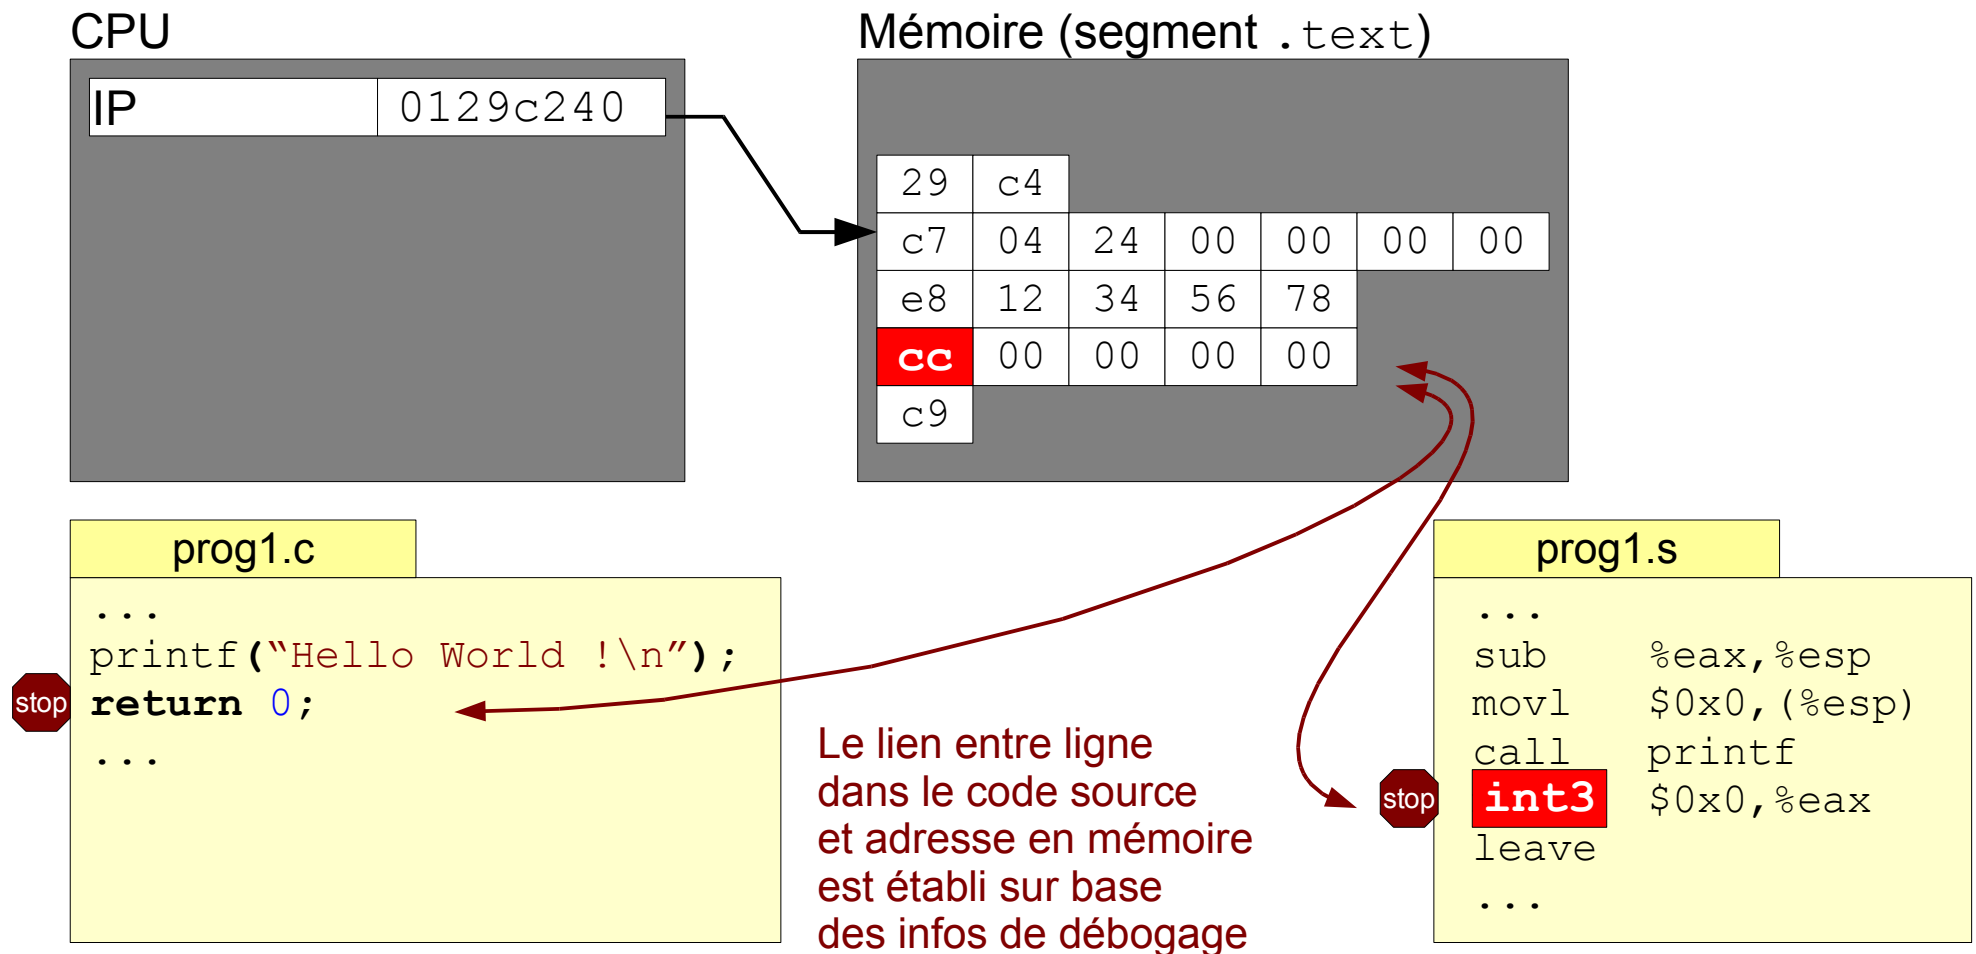 CPU
IP 0129c240
Mémoire (segment .text)
29 c4
c7 04 24 00 00 00 00
e8 12 34 56 78
cc 00 00 00 00
c9
prog1.c
...
printf(“Hello World !\n”);
stop return 0;
...
Le lien entre ligne
dans le code source
et adresse en mémoire
est établi sur base
des infos de débogage
prog1.s
...
sub %eax,%esp
movl $0x0,(%esp)
call printf
stop int3 $0x0,%eax
leave
...